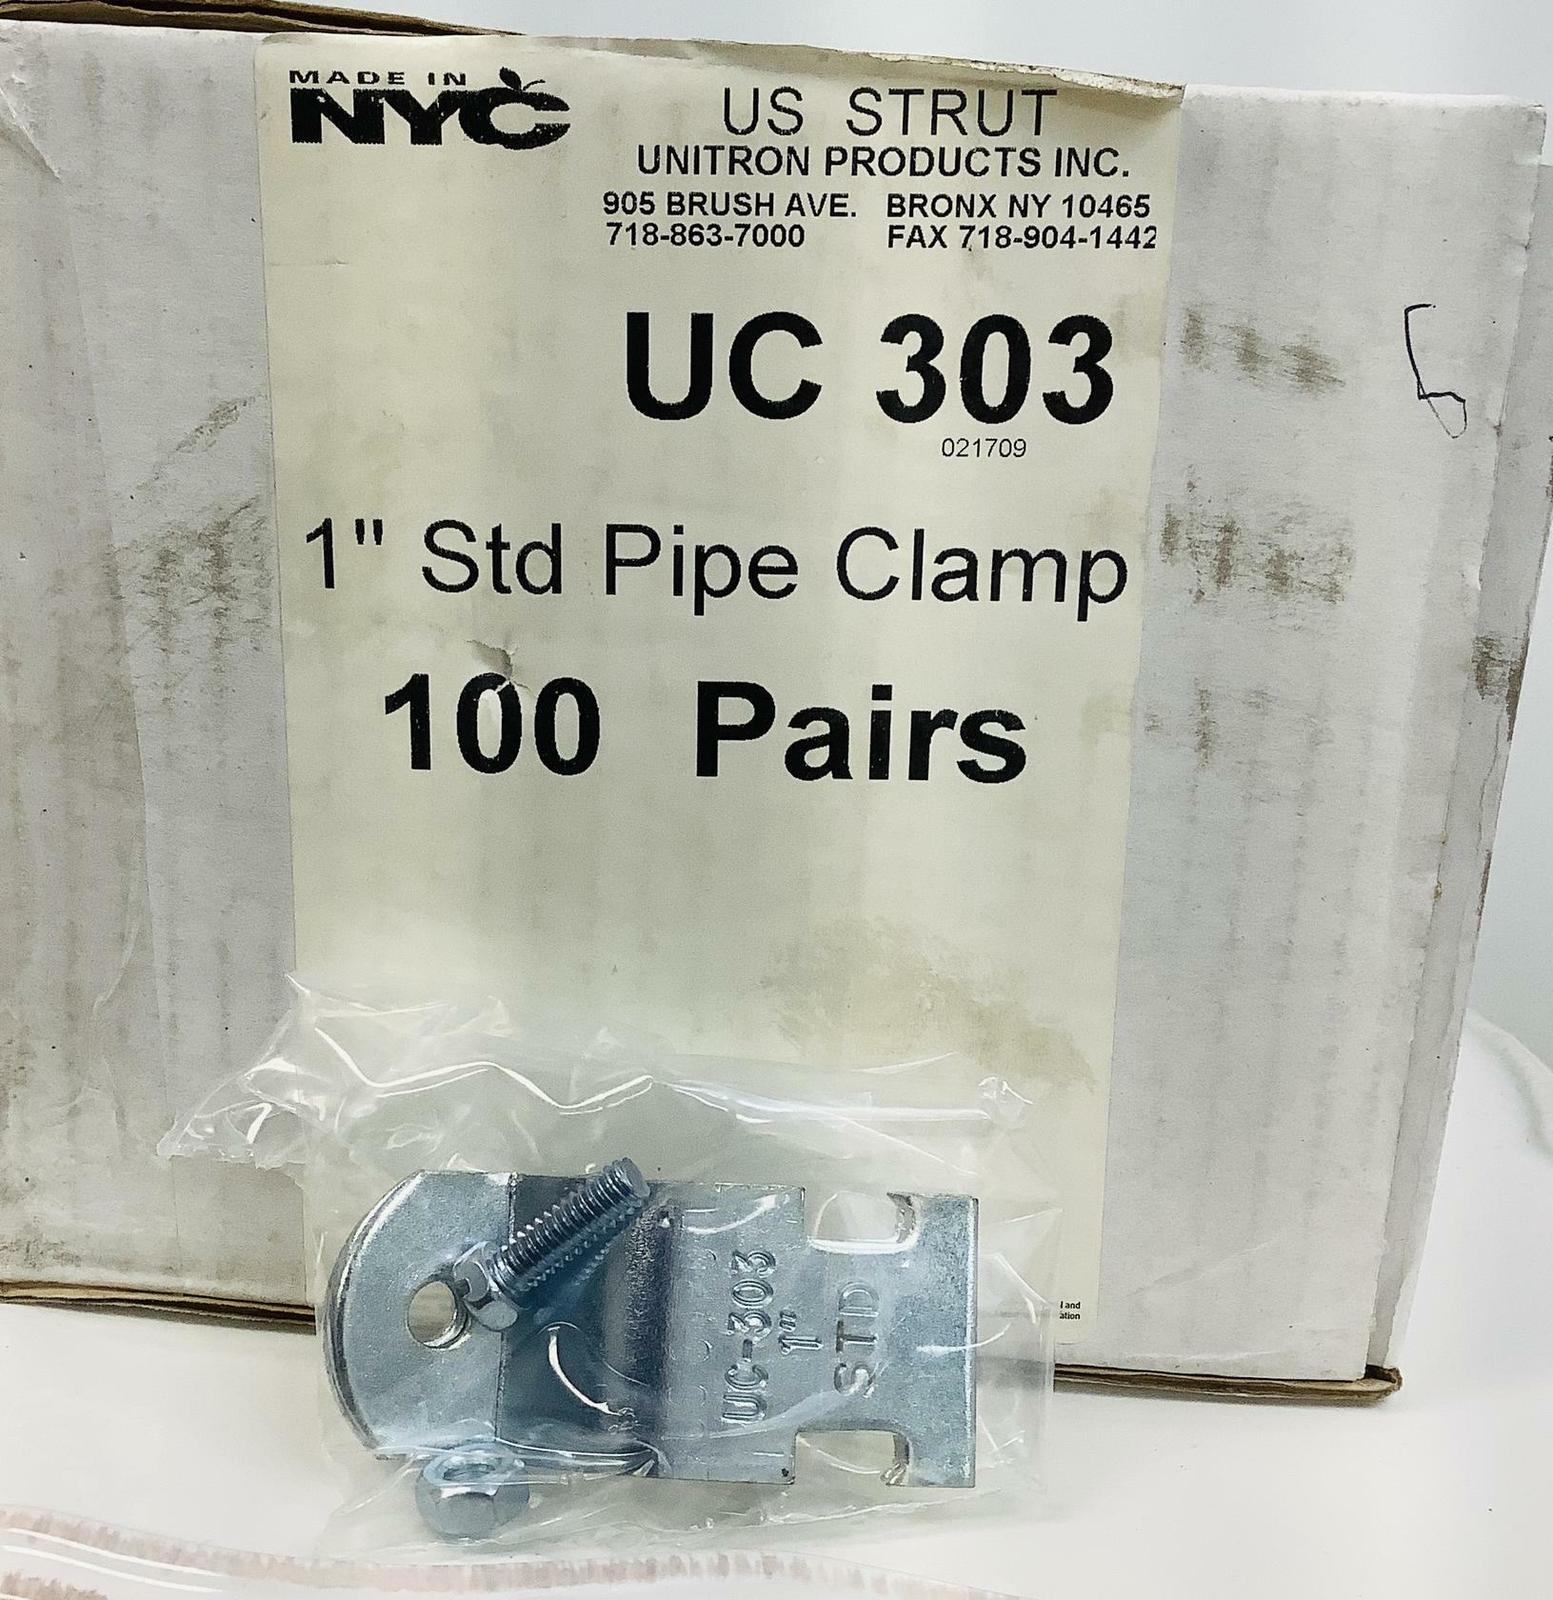 MADE IN
NYC
US STRUT
UNITRON PRODUCTS INC.
905 BRUSH AVE. BRONX NY 10465
718-863-7000 FAX 718-904-1442
UC 303
021709
1" Std Pipe Clamp
100 Pairs
and
UC-303
1"
STD